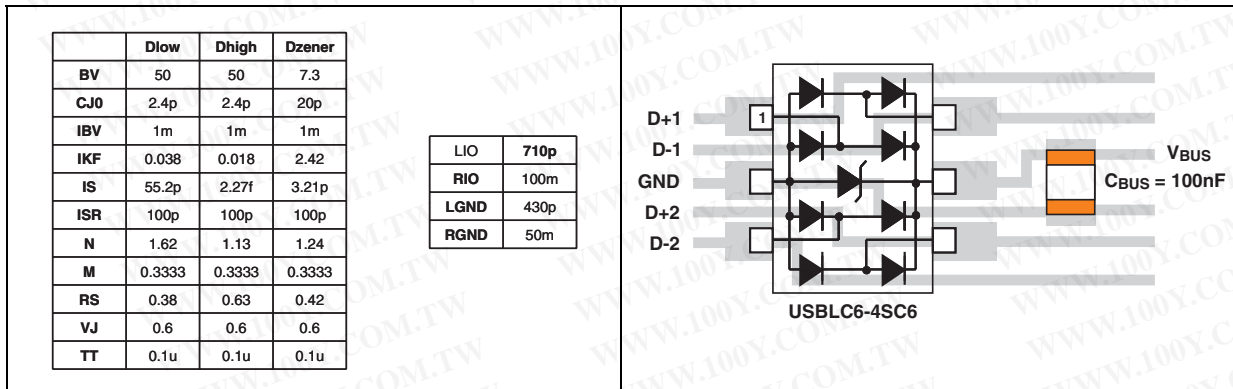 Dlow Dhigh Dzener
BV 50 50 7.3
CJ0 2.4p 2.4p 20p
IBV 1m 1m 1m
IKF 0.038 0.018 2.42
IS 55.2p 2.27f 3.21p
ISR 100p 100p 100p
N 1.62 1.13 1.24
M 0.3333 0.3333 0.3333
RS 0.38 0.63 0.42
VJ 0.6 0.6 0.6
TT 0.1u 0.1u 0.1u
LIO 710p
RIO 100m
LGND 430p
RGND 50m
D+1
D-1
GND
D+2
D-2
1
VBUS
CBUS = 100nF
USBLC6-4SC6
WWW.100Y.COM.TW